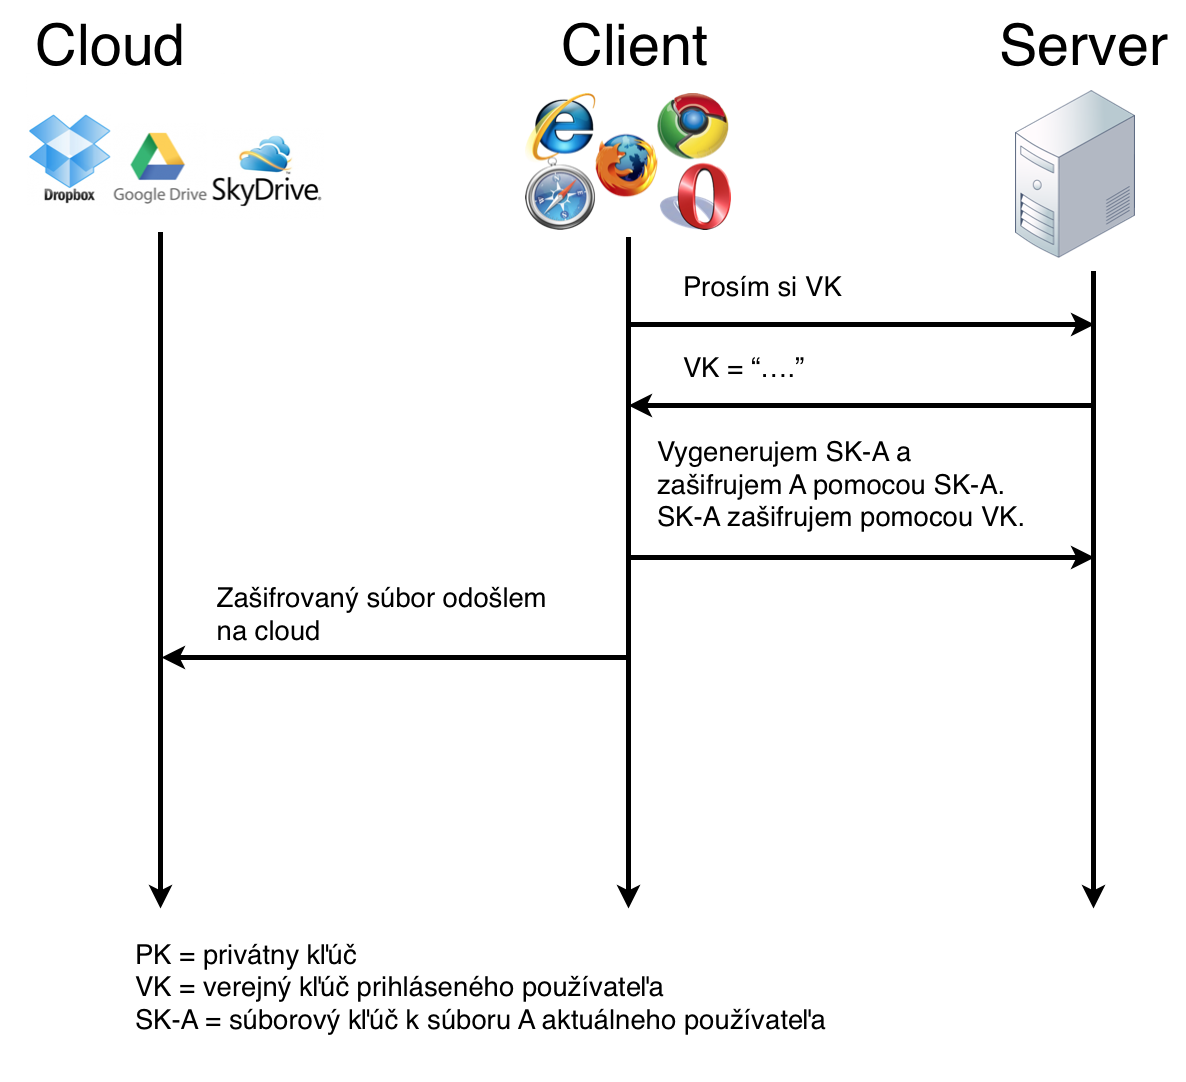 Cloud
Client
Server
Dropbox
Google Drive
SkyDrive
Prosím si VK
VK = “....”
Vygenerujem SK-A a
zašifrujem A pomocou SK-A.
SK-A zašifrujem pomocou VK.
Zašifrovaný súbor odošlem
na cloud
PK = privátny kľúč
VK = verejný kľúč prihláseného používateľa
SK-A = súborový kľúč k súboru A aktuálneho používateľa